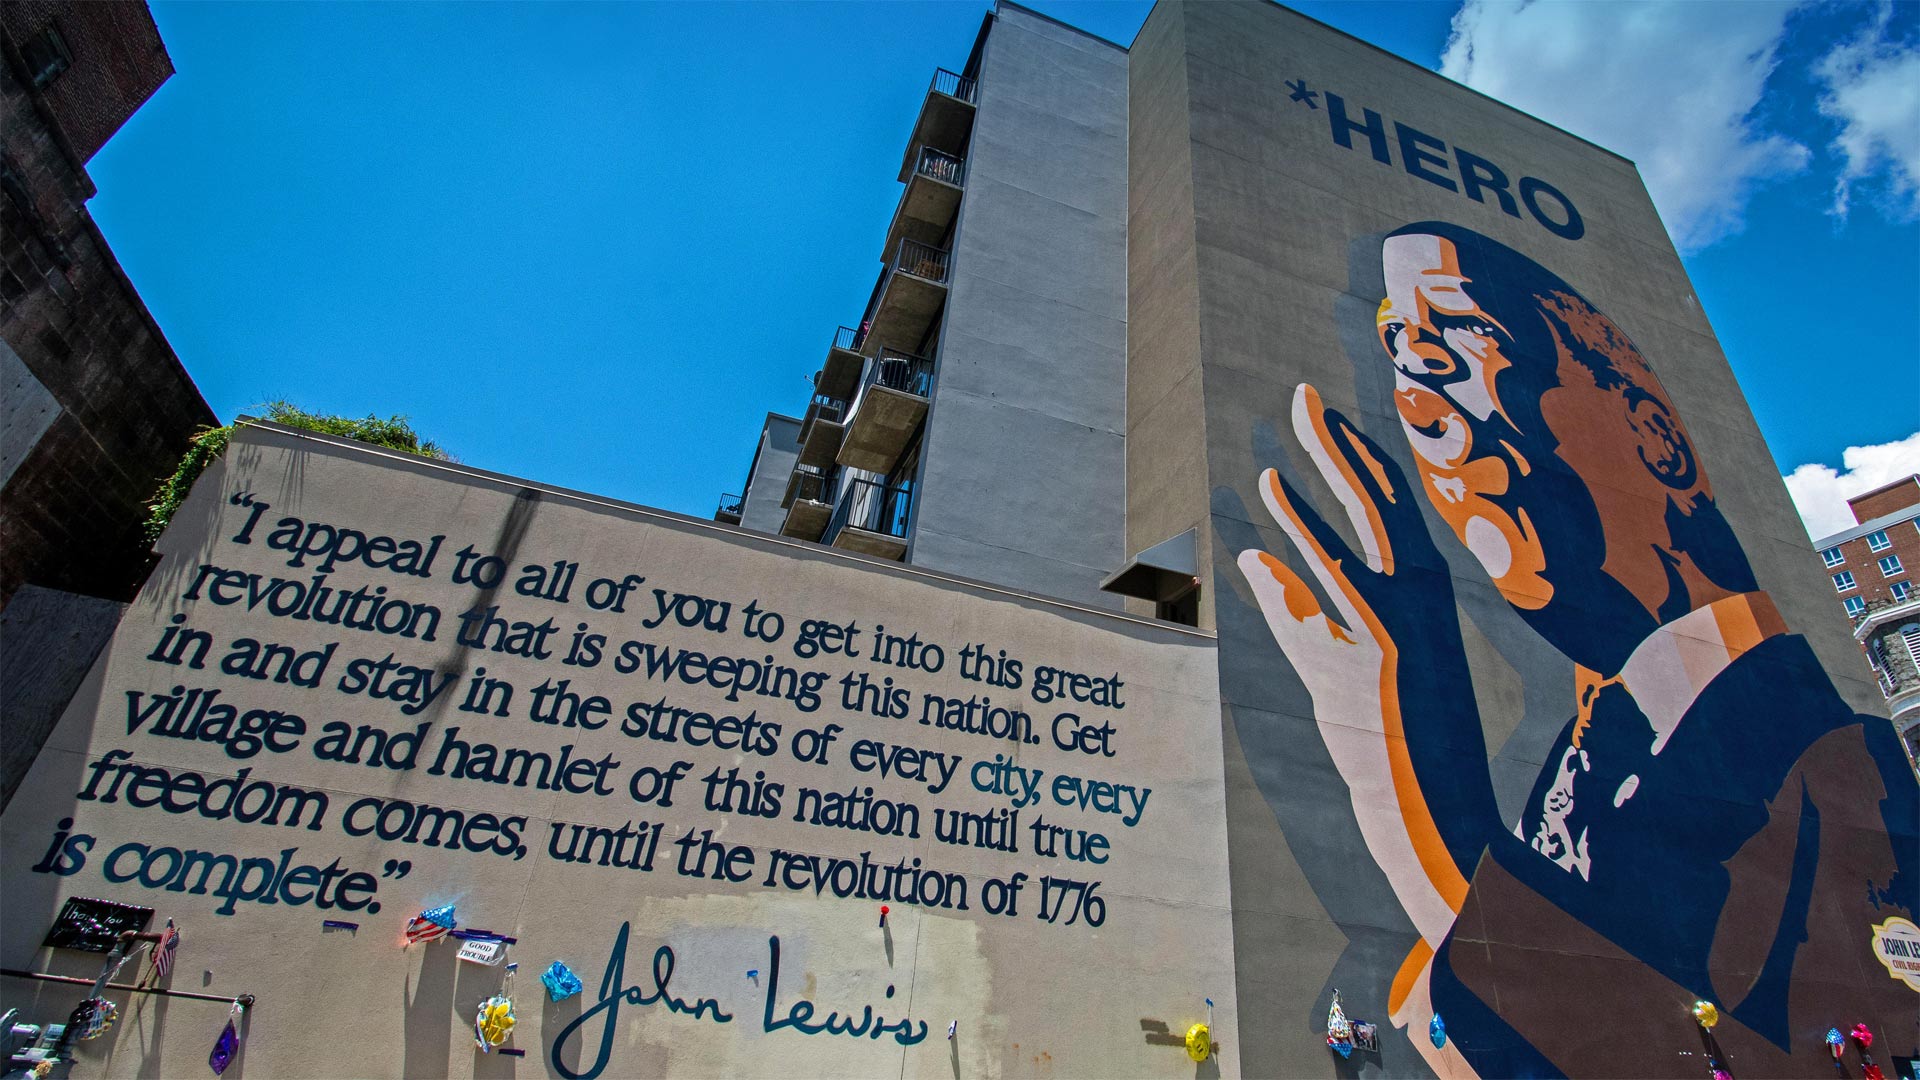 *HERO
“I appeal to all of you to get into this great
revolution that is sweeping this nation. Get
in and stay in the streets of every city, every
village and hamlet of this nation until true
freedom comes, until the revolution of 1776
is complete.”
John Lewis
Thank you
GOOD
TROUBLE
JOHN LE
CIVIL RIGH